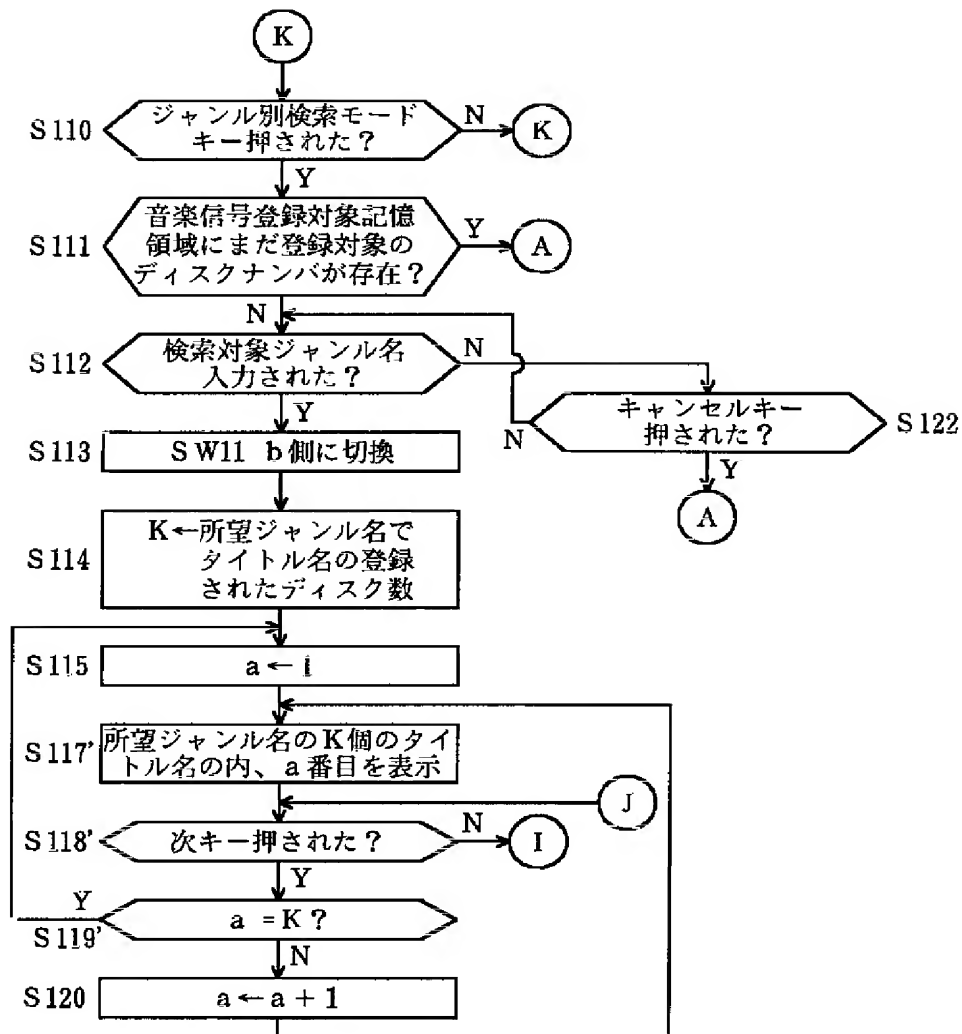 K
S110
ジャンル別検索モード
キー押された？
N
K
Y
S111
音楽信号登録対象記憶
領域にまだ登録対象の
ディスクナンバが存在？
Y
A
N
S112
検索対象ジャンル名
入力された？
N
キャンセルキー
押された？
S122
N
Y
A
Y
S113
SW11 b側に切換
S114
K←所望ジャンル名で
タイトル名の登録
されたディスク数
S115
a←1
S117'
所望ジャンル名のK個のタイ
トル名の内、a番目を表示
J
S118'
次キー押された？
N
I
Y
Y
S119'
a=K？
N
S120
a←a+1